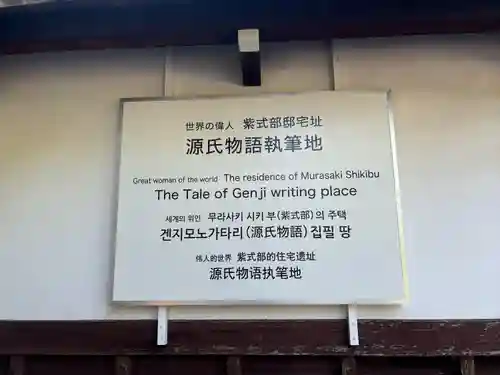 世界の偉人 紫式部邸宅址
源氏物語執筆地
Great woman of the world The residence of Murasaki Shikibu
The Tale of Genji writing place
세계의 위인 무라사키 시키 부(紫式部)의 주택
겐지모노가타리(源氏物語) 집필 땅
伟人的世界 紫式部的住宅遗址
源氏物语执笔地